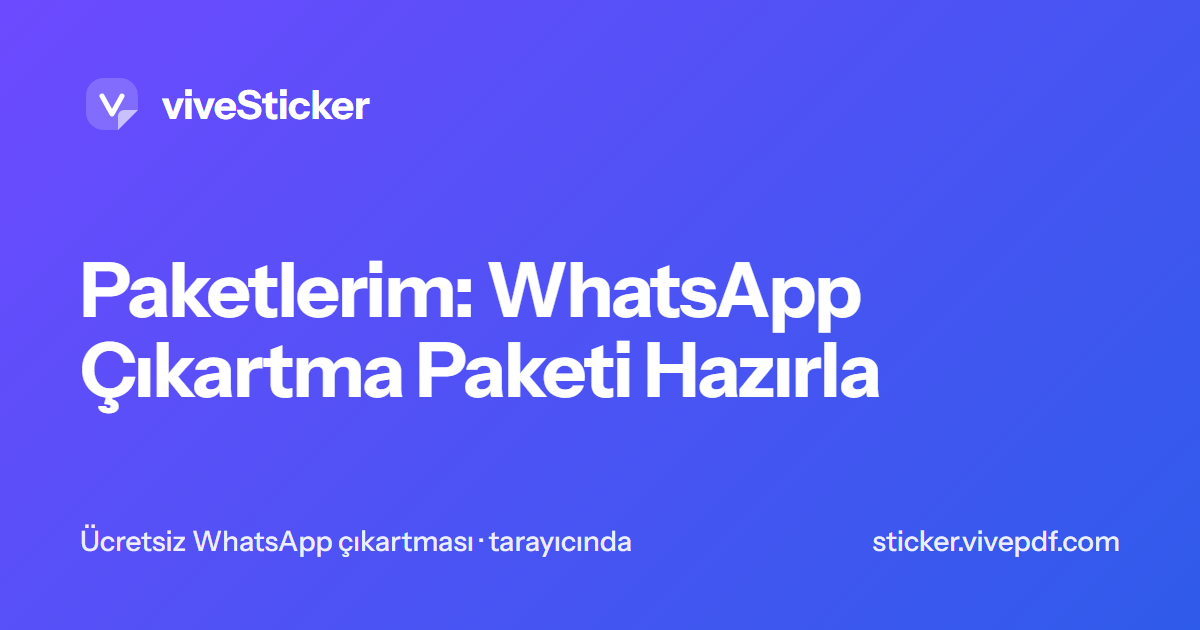 viveSticker
Paketlerim: WhatsApp
Çıkartma Paketi Hazırla
Ücretsiz WhatsApp çıkartması · tarayıcında
sticker.vivepdf.com